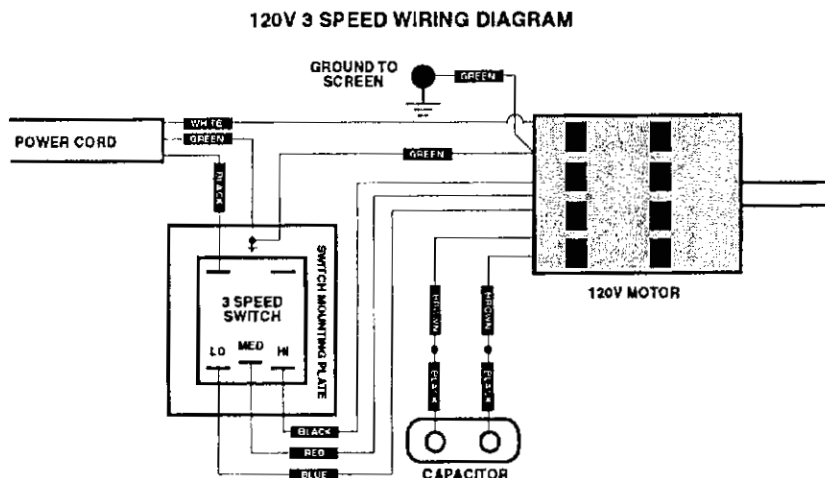 120V 3 SPEED WIRING DIAGRAM
GROUND TO
SCREEN
GREEN
WHITE
GREEN
POWER CORD
GREEN
BLACK
SWITCH MOUNTING PLATE
3 SPEED
SWITCH
LO
MED
HI
120V MOTOR
BROWN
BROWN
BLACK
BLACK
BLACK
RED
BLUE
CAPACITOR